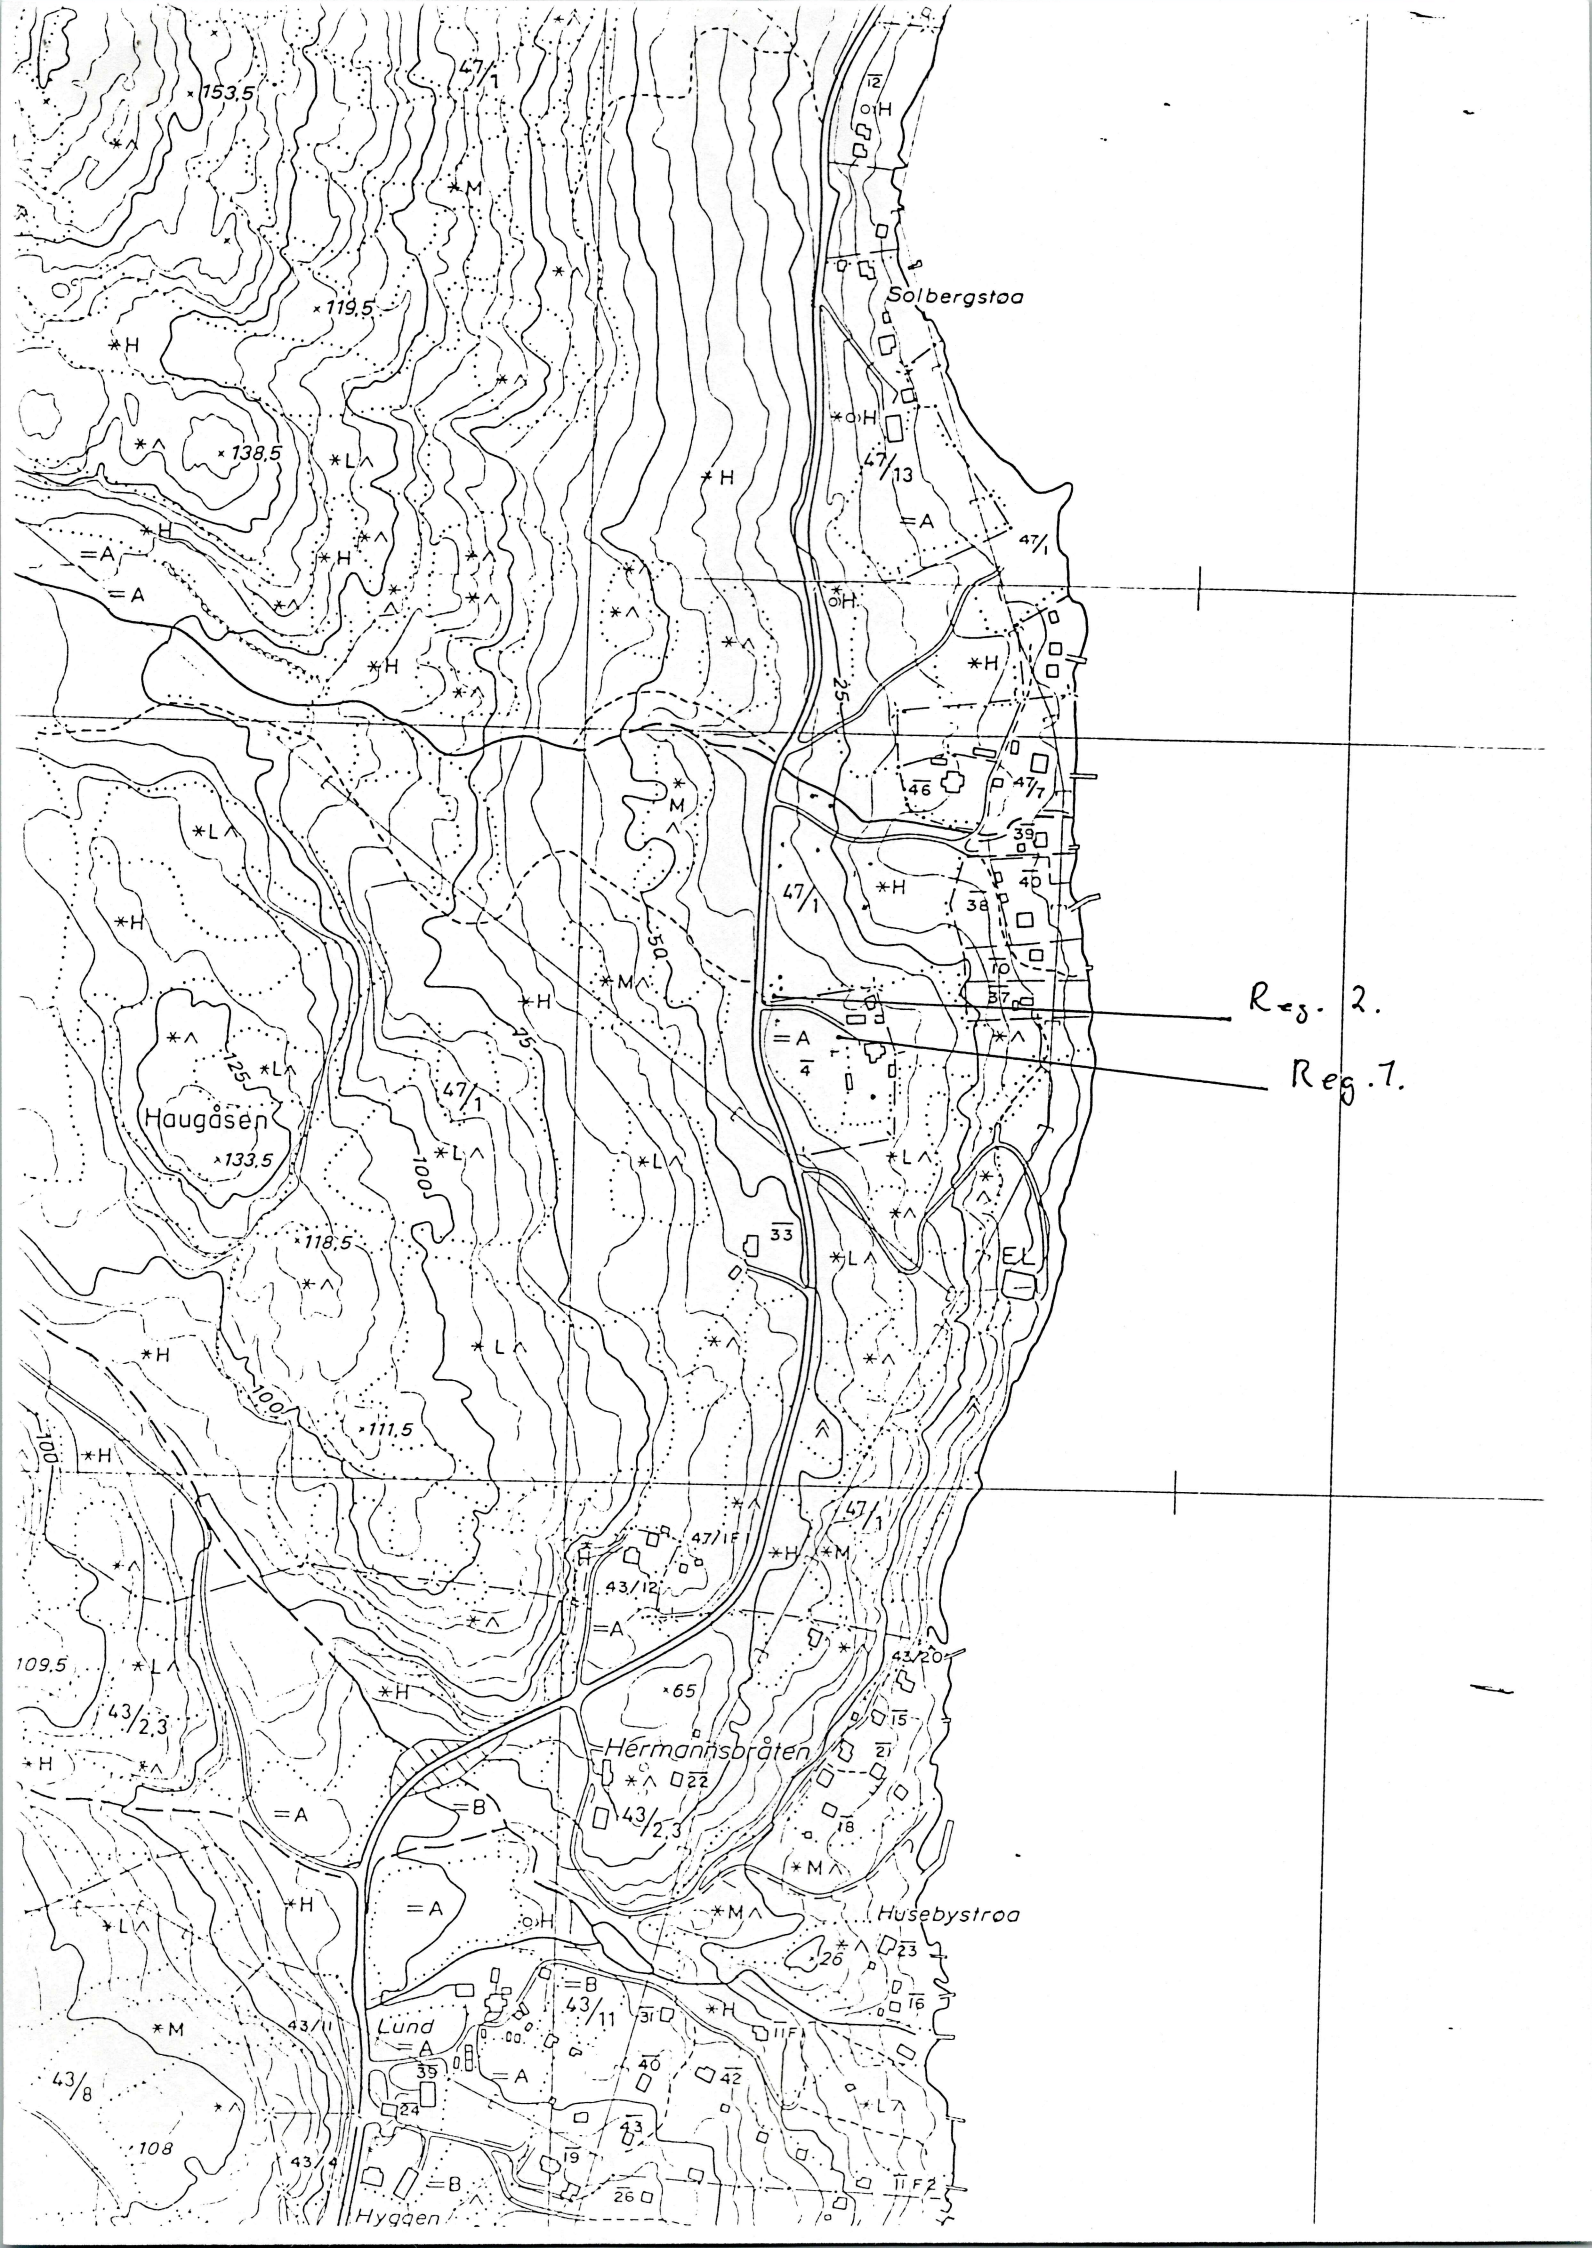 47/1
12
H
×153,5
*M
Solbergstøa
×119,5
*H
*H
47/13
×138,5
*L
*H
=A
*H
=A
*H
47/1
=A
H
*H
*H
25
46
47/7
*M
39
*L
47/1
*H
40
38
*H
50
10
*M
*H
37
Reg. 2.
=A
75
4
Reg. 1.
125
*L
47/1
Haugåsen
×133,5
*L
100
*L
*L
33
×118,5
*L
EL
*H
*L
100
×111,5
100
*H
47/1
47/1F1
*H
*M
H
43/12
=A
109,5
*L
43/20
*H
×65
43/2,3
15
Hermannsbråten
21
*H
22
=A
=B
43/2,3
18
*M
*H
=A
*L
H
*M
Husebystrøa
23
26
=B
43/11
31
*H
16
*M
43/11
Lund
11F1
=A
39
=A
40
42
43/8
24
*L
43
108
43/4
19
=B
11F2
26
Hyggen